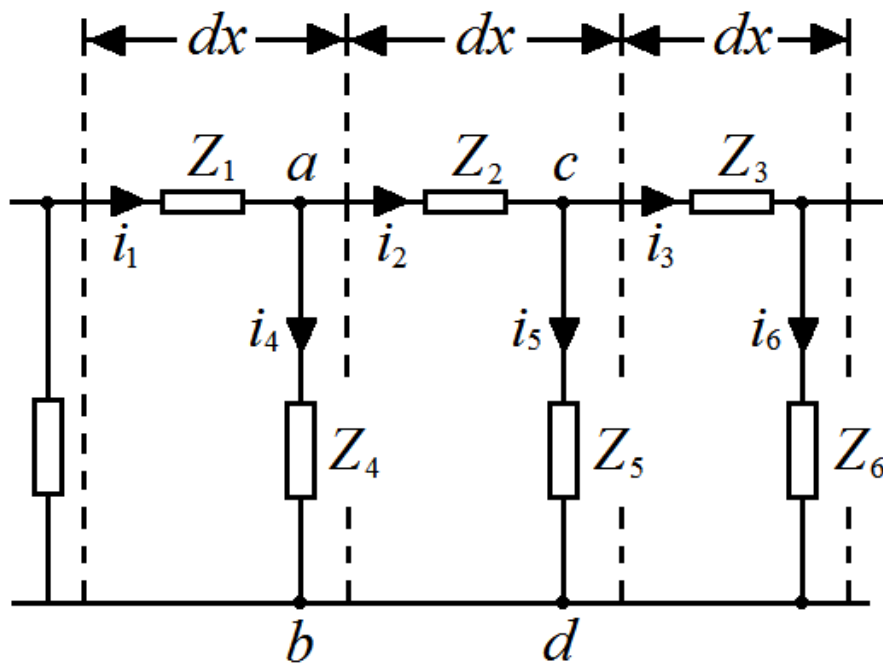 dx dx dx
Z₁ a Z₂ c Z₃
i₁ i₂ i₃
i₄ i₅ i₆
Z₄ Z₅ Z₆
b d